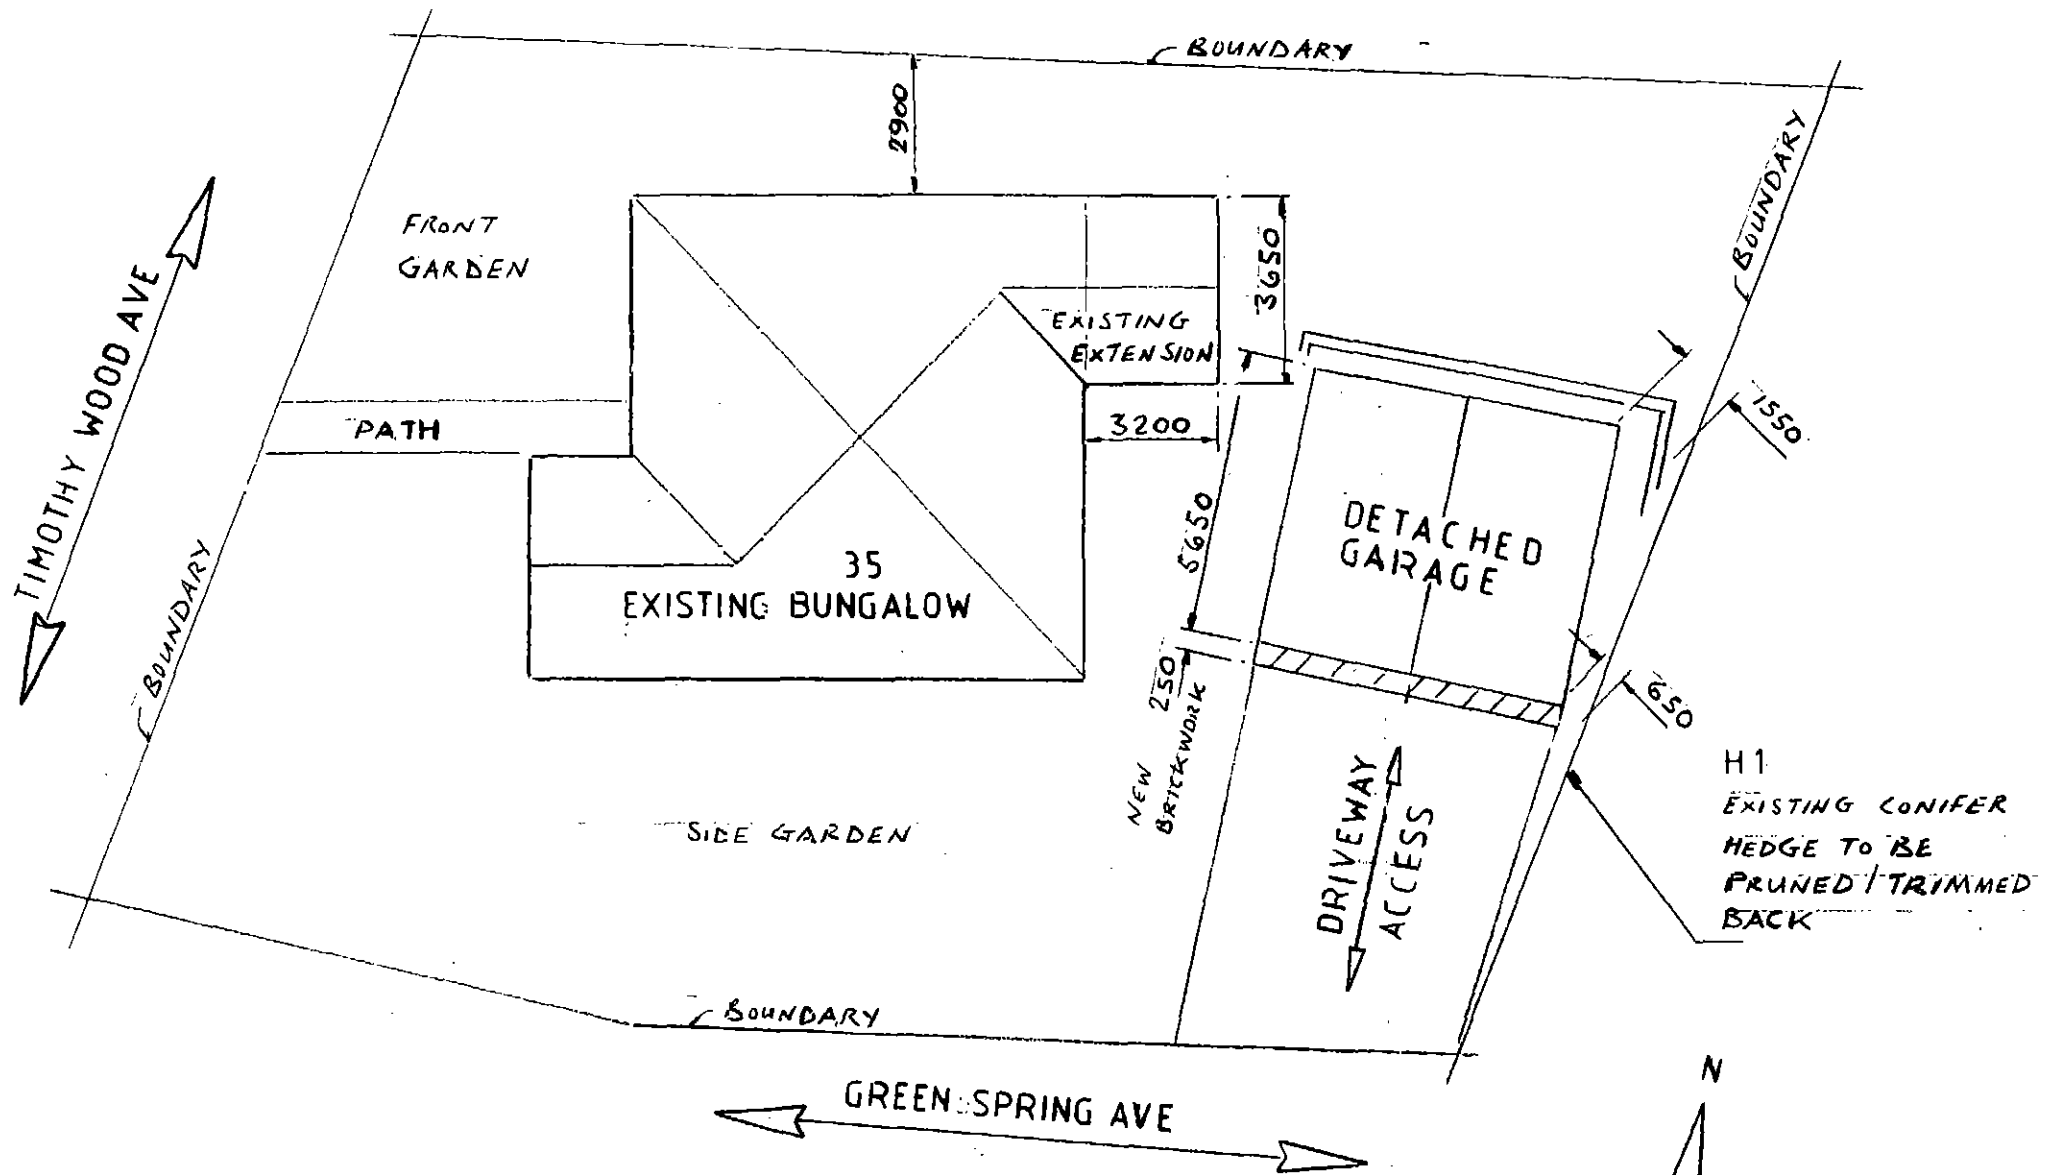 BOUNDARY
2900
BOUNDARY
FRONT
GARDEN
3650
TIMOTHY WOOD AVE
EXISTING
EXTENSION
PATH
3200
1550
5650
DETACHED
GARAGE
35
EXISTING BUNGALOW
BOUNDARY
250
NEW
BRICKWORK
650
SIDE GARDEN
DRIVEWAY
ACCESS
H1
EXISTING CONIFER
HEDGE TO BE
PRUNED/TRIMMED
BACK
BOUNDARY
GREEN SPRING AVE
N